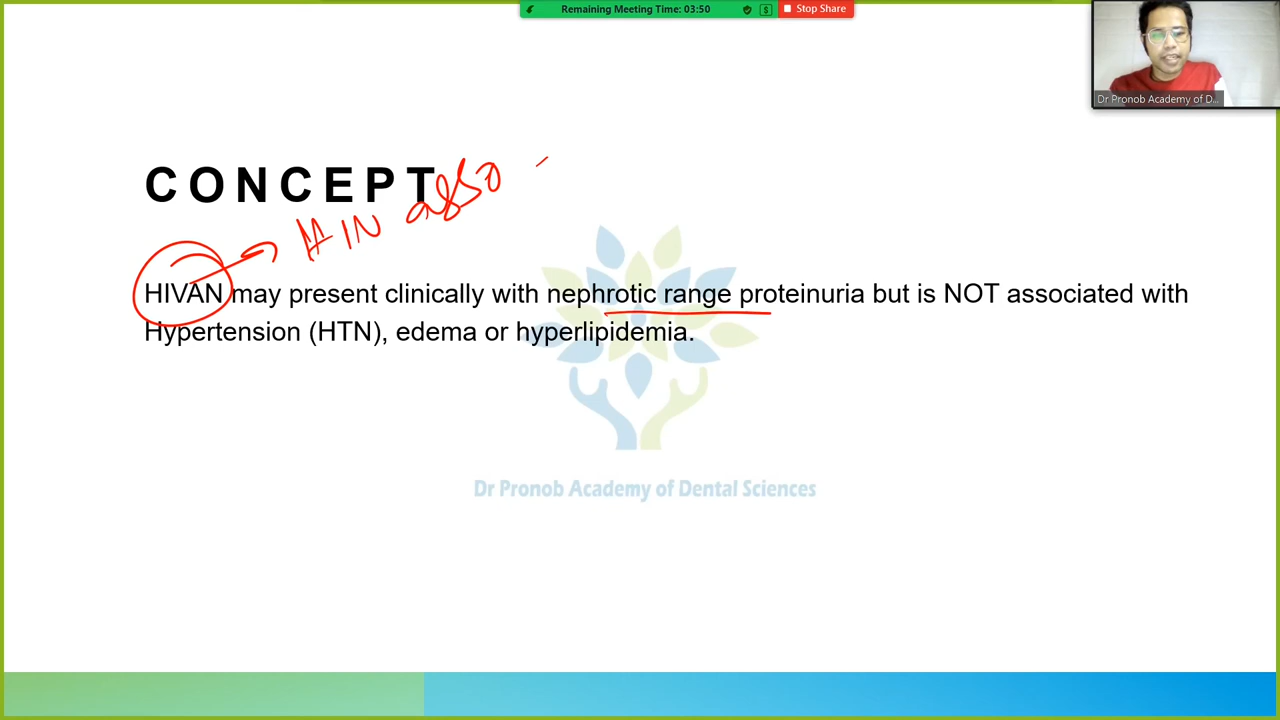 Remaining Meeting Time: 03:50
Stop Share
Dr Pronob Academy of D...
CONCEPT
HIV asso
HIVAN may present clinically with nephrotic range proteinuria but is NOT associated with
Hypertension (HTN), edema or hyperlipidemia.
Dr Pronob Academy of Dental Sciences